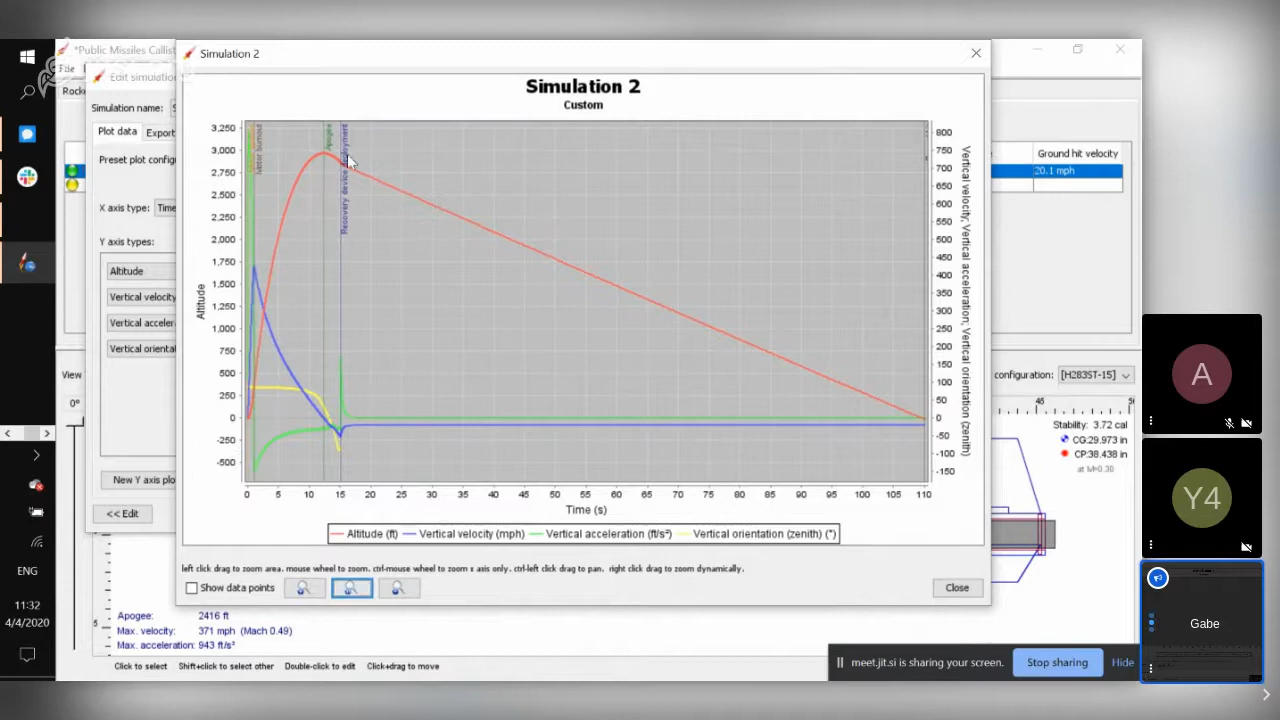 *Public Missiles Callist
Simulation 2
File
Edit simulation
Rocke
Simulation name:
Simulation 2
Custom
Plot data
Export
Preset plot configu
X axis type:
Time
Y axis types:
Altitude
Vertical velocity
Vertical acceler
Vertical orientat
New Y axis plo
<< Edit
View
0°
3,250
3,000
2,750
2,500
2,250
2,000
1,750
1,500
1,250
1,000
750
500
250
0
-250
-500
Altitude
Motor burnout
Apogee
Recovery device deployment
800
750
700
650
600
550
500
450
400
350
300
250
200
150
100
50
0
-50
-100
-150
Vertical velocity; Vertical acceleration; Vertical orientation (zenith)
0 5 10 15 20 25 30 35 40 45 50 55 60 65 70 75 80 85 90 95 100 105 110
Time (s)
Altitude (ft) Vertical velocity (mph) Vertical acceleration (ft/s²) Vertical orientation (zenith) (°)
left click drag to zoom area. mouse wheel to zoom. ctrl-mouse wheel to zoom x axis only. ctrl-left click drag to pan. right click drag to zoom dynamically.
Show data points
Close
Ground hit velocity
20.1 mph
configuration:
[H283ST-15]
45
Stability: 3.72 cal
CG:29.973 in
CP:38.438 in
at M=0.30
5
Apogee: 2416 ft
Max. velocity: 371 mph (Mach 0.49)
Max. acceleration: 943 ft/s²
Click to select Shift+click to select other Double-click to edit Click+drag to move
ENG
11:32
4/4/2020
meet.jit.si is sharing your screen.
Stop sharing
Hide
A
Y4
Gabe